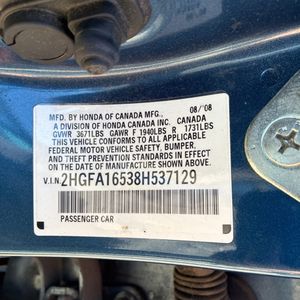 MFD. BY HONDA OF CANADA MFG., 08/'08
A DIVISION OF HONDA CANADA INC. CANADA
GVWR 3671LBS GAWR F 1940LBS R 1731LBS
THIS VEHICLE CONFORMS TO ALL APPLICABLE
FEDERAL MOTOR VEHICLE SAFETY, BUMPER,
AND THEFT PREVENTION STANDARDS IN EFFECT ON
THE DATE OF MANUFACTURE SHOWN ABOVE.
V.I.N. 2HGFA16538H537129
PASSENGER CAR